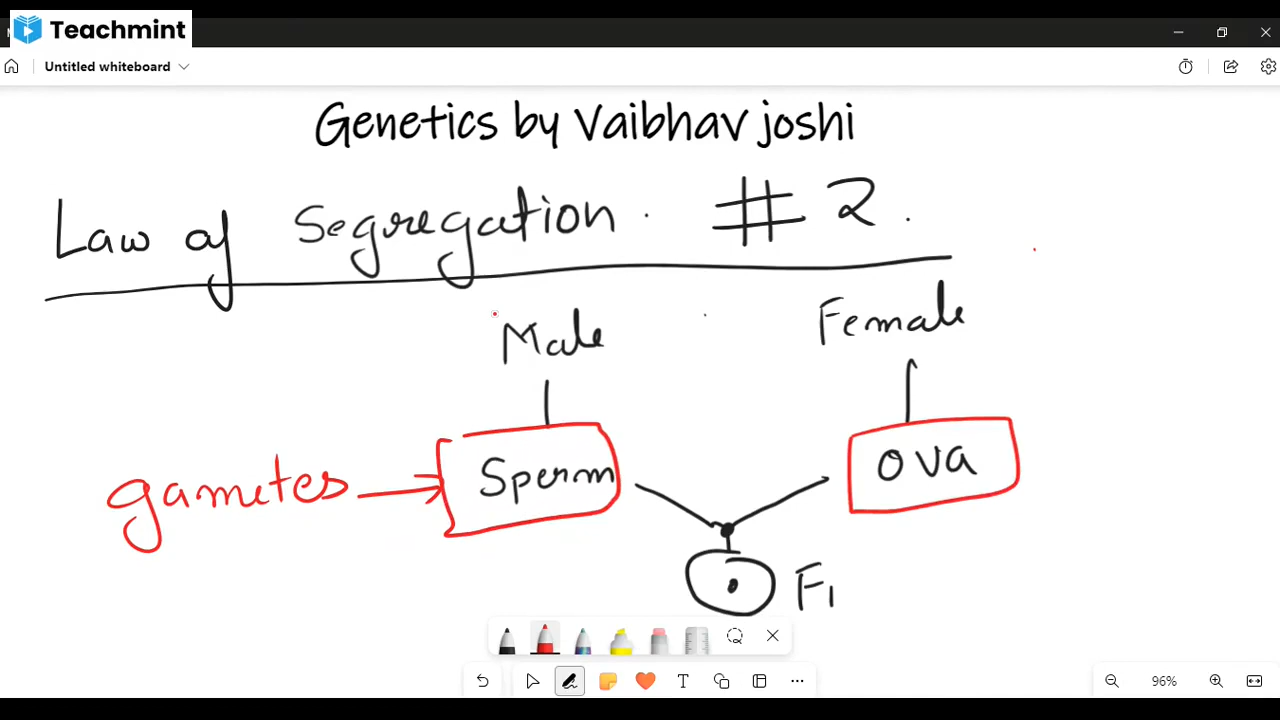 Teachmint
Untitled whiteboard
Genetics by Vaibhav joshi
Law of Segregation. # 2.
Male
Female
gametes
Sperm
ova
F1
96%